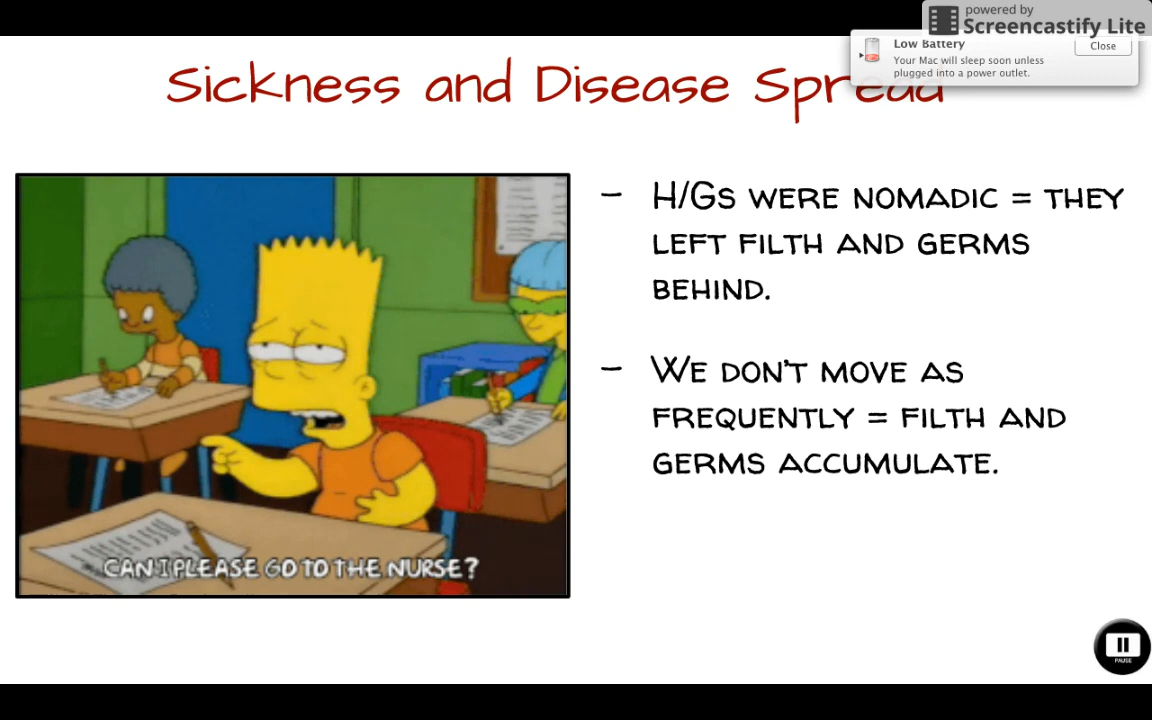 powered by
Screencastify Lite
Low Battery
Close
Your Mac will sleep soon unless
plugged into a power outlet.
Sickness and Disease Spread
- H/Gs were nomadic = they
left filth and germs
behind.
- We don't move as
frequently = filth and
germs accumulate.
CAN I PLEASE GO TO THE NURSE?
PAUSE